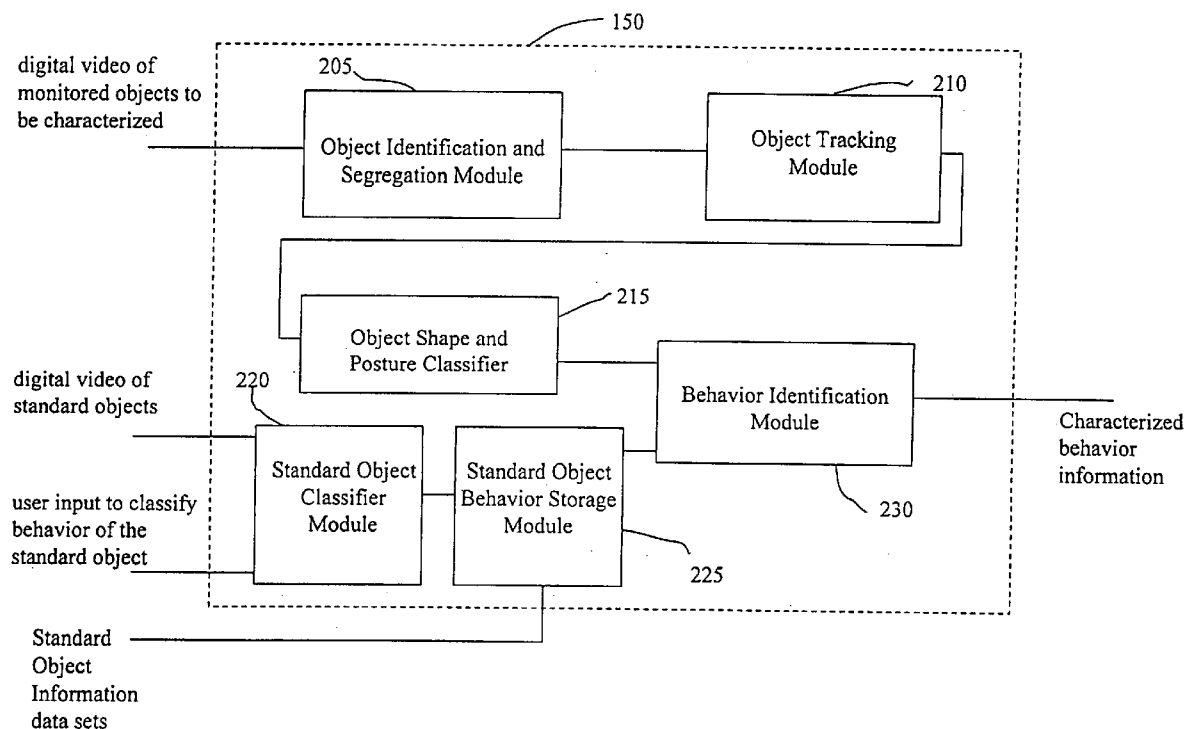 150
digital video of
monitored objects to
be characterized
205
210
Object Identification and
Segregation Module
Object Tracking
Module
215
Object Shape and
Posture Classifier
digital video of
standard objects
220
Behavior Identification
Module
Characterized
behavior
information
Standard Object
Classifier
Module
Standard Object
Behavior Storage
Module
user input to classify
behavior of the
standard object
230
225
Standard
Object
Information
data sets